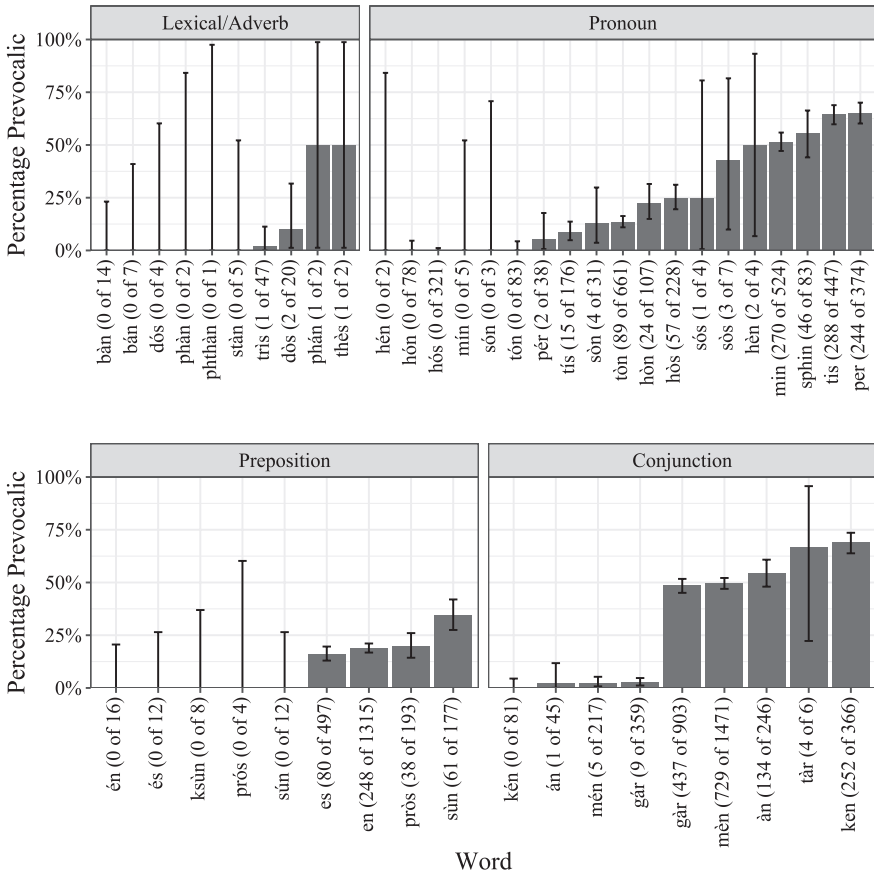 Lexical/Adverb
Pronoun
Percentage Prevocalic
100%
75%
50%
25%
0%
bàn (0 of 14)
bán (0 of 7)
dós (0 of 4)
phàn (0 of 2)
phthàn (0 of 1)
stàn (0 of 5)
trìs (1 of 47)
dòs (2 of 20)
phán (1 of 2)
thès (1 of 2)
hén (0 of 2)
hón (0 of 78)
hós (0 of 321)
mín (0 of 5)
són (0 of 3)
tón (0 of 83)
pér (2 of 38)
tís (15 of 176)
sòn (4 of 31)
tòn (89 of 661)
hòn (24 of 107)
hòs (57 of 228)
sós (1 of 4)
sòs (3 of 7)
hèn (2 of 4)
min (270 of 524)
sphin (46 of 83)
tis (288 of 447)
per (244 of 374)
Preposition
Conjunction
Percentage Prevocalic
100%
75%
50%
25%
0%
én (0 of 16)
és (0 of 12)
ksùn (0 of 8)
prós (0 of 4)
sún (0 of 12)
es (80 of 497)
en (248 of 1315)
pròs (38 of 193)
sùn (61 of 177)
kén (0 of 81)
án (1 of 45)
mén (5 of 217)
gár (9 of 359)
gàr (437 of 903)
mèn (729 of 1471)
àn (134 of 246)
tàr (4 of 6)
ken (252 of 366)
Word